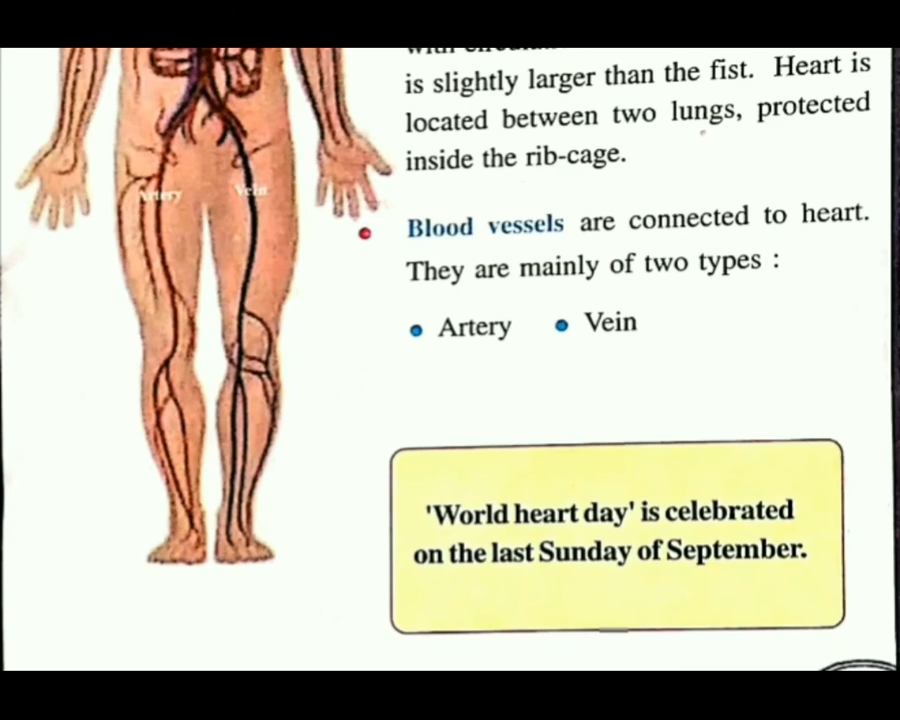 Artery
Vein
is slightly larger than the fist. Heart is
located between two lungs, protected
inside the rib-cage.
Blood vessels are connected to heart.
They are mainly of two types :
Artery
Vein
'World heart day' is celebrated
on the last Sunday of September.